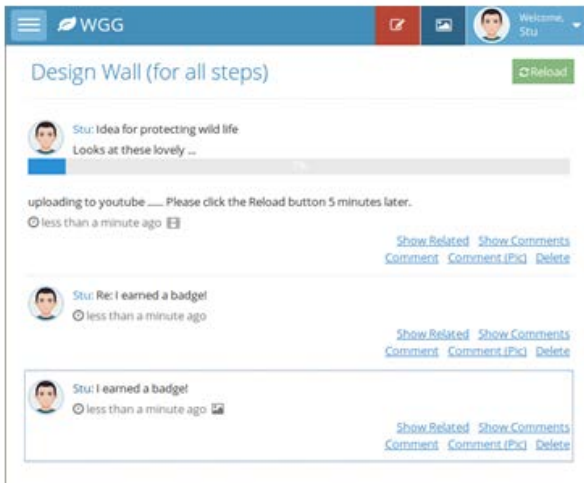 WGG
Welcome,
Stu
Design Wall (for all steps)
Reload
Stu: Idea for protecting wild life
Looks at these lovely ...
7%
uploading to youtube ...... Please click the Reload button 5 minutes later.
less than a minute ago
Show Related Show Comments
Comment Comment (Pic) Delete
Stu: Re: I earned a badge!
less than a minute ago
Show Related Show Comments
Comment Comment (Pic) Delete
Stu: I earned a badge!
less than a minute ago
Show Related Show Comments
Comment Comment (Pic) Delete